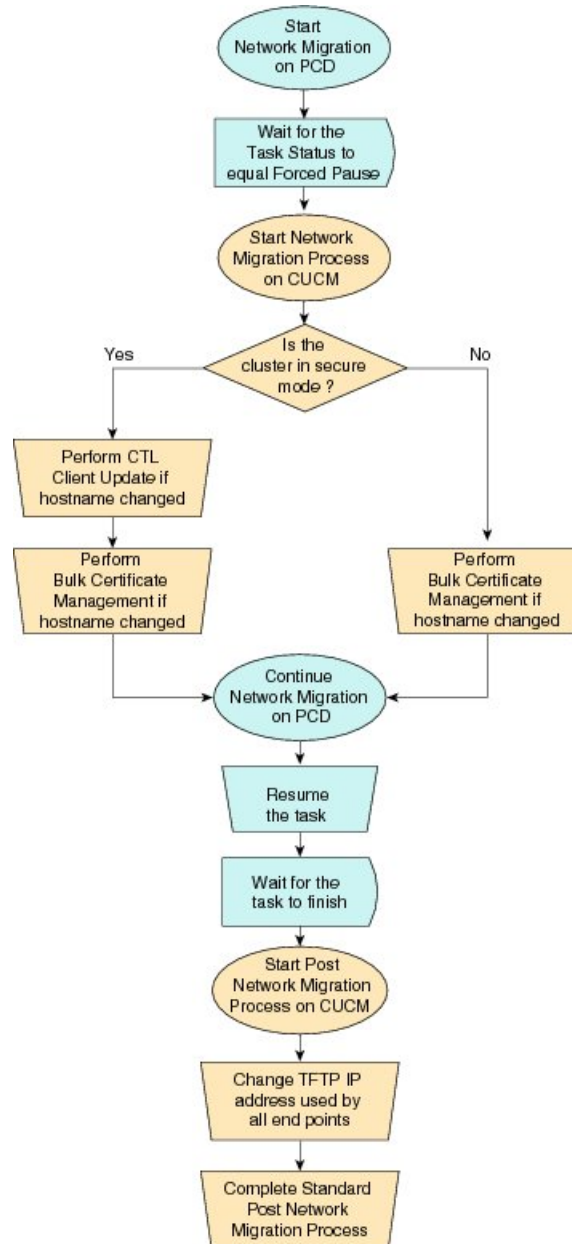 Start
Network Migration
on PCD
Wait for the
Task Status to
equal Forced Pause
Start Network
Migration Process
on CUCM
Is the
cluster in secure
mode ?
Yes
No
Perform CTL
Client Update if
hostname changed
Perform
Bulk Certificate
Management if
hostname changed
Perform
Bulk Certificate
Management if
hostname changed
Continue
Network Migration
on PCD
Resume
the task
Wait for the
task to finish
Start Post
Network Migration
Process on CUCM
Change TFTP IP
address used by
all end points
Complete Standard
Post Network
Migration Process